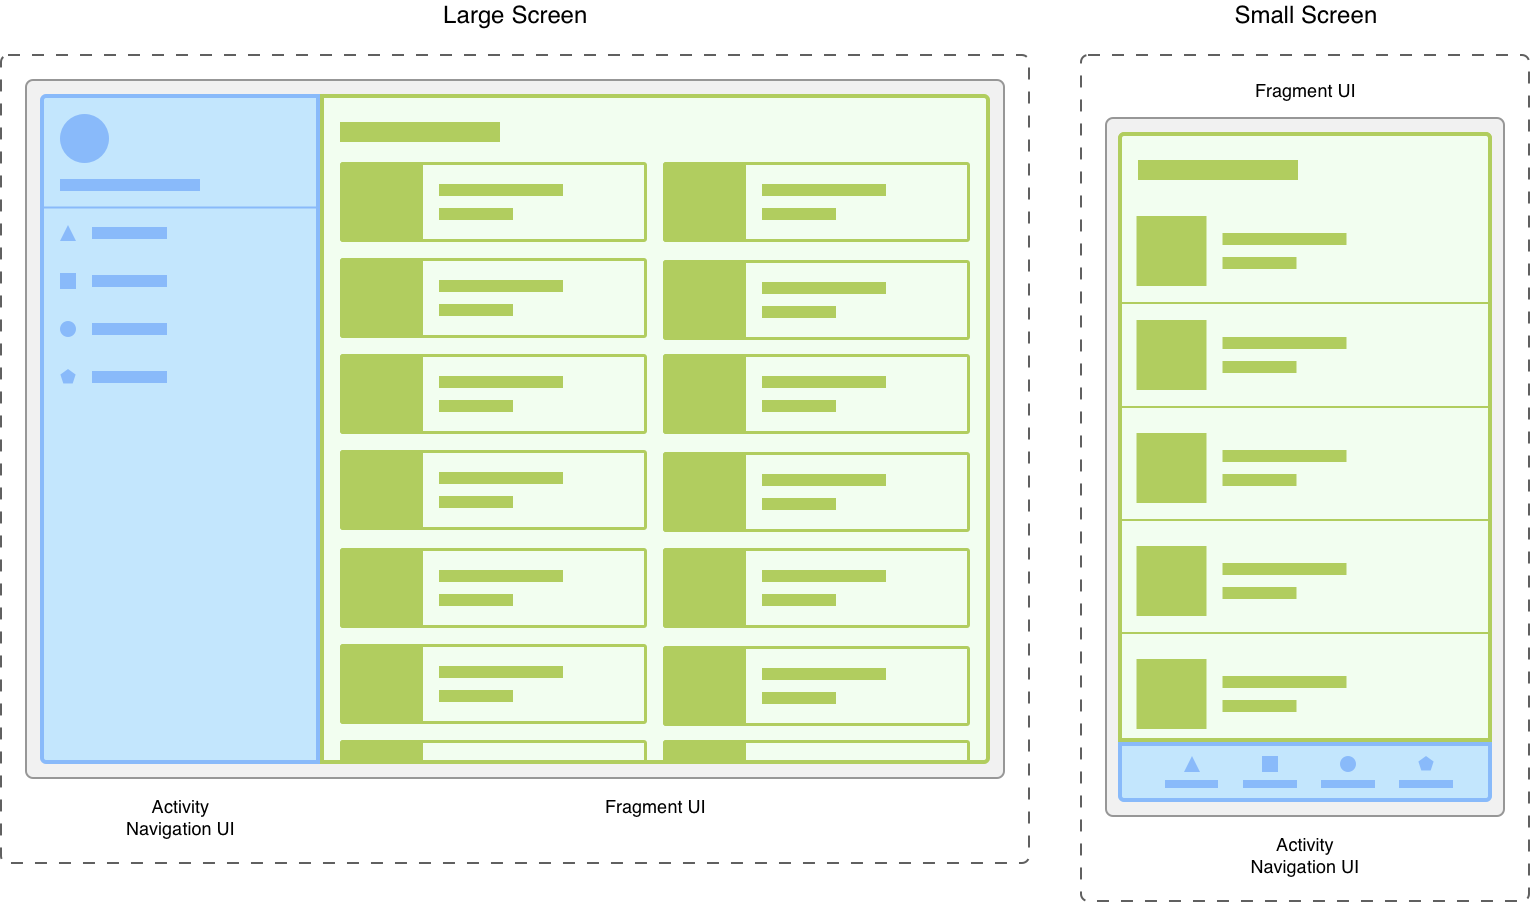 Large Screen
Activity
Navigation UI
Fragment UI
Small Screen
Fragment UI
Activity
Navigation UI